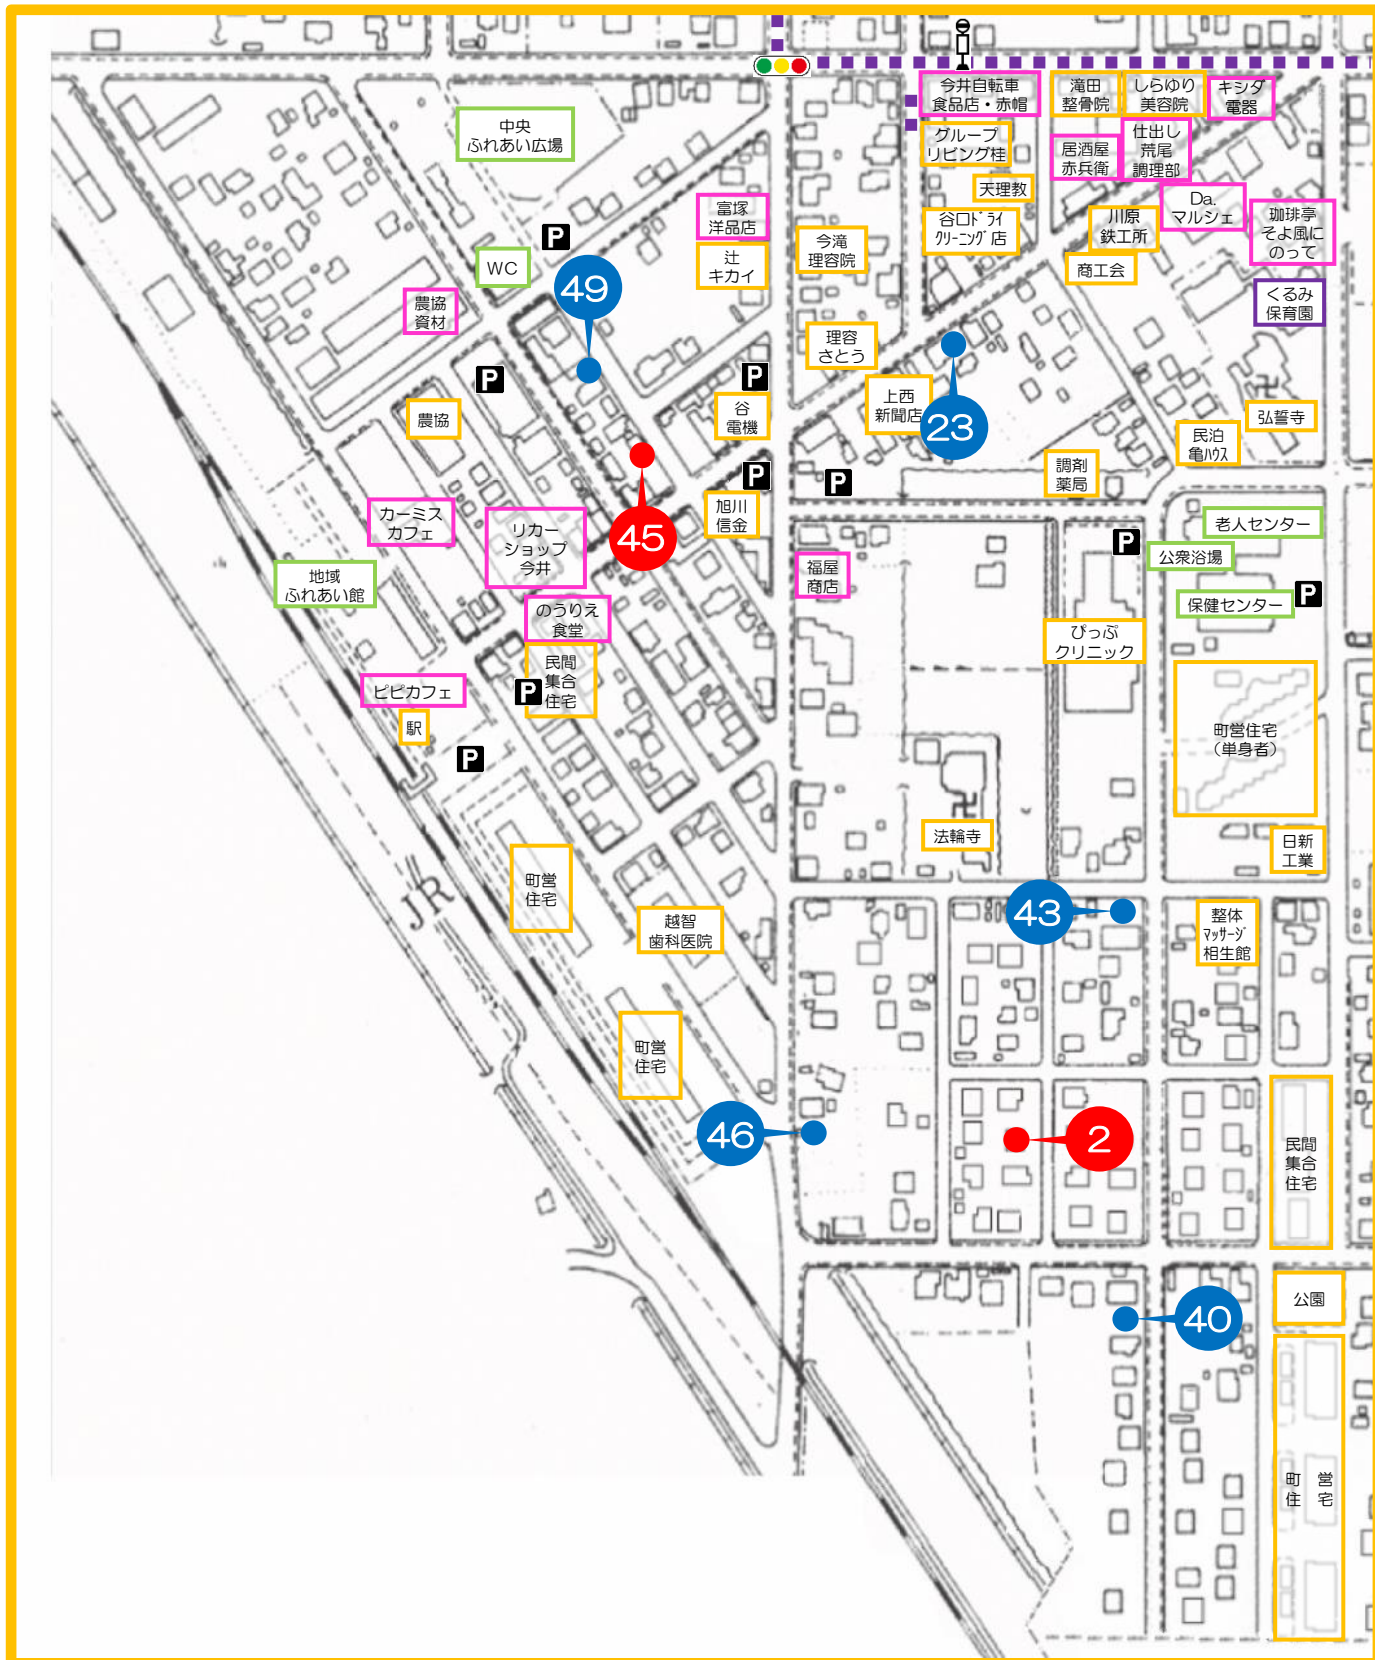 今井自転車
食品店・赤帽
滝田
整骨院
しらゆり
美容院
キシダ
電器
中央
ふれあい広場
グループ
リビング桂
居酒屋
赤兵衛
仕出し
荒尾
調理部
天理教
富塚
洋品店
谷口ドライ
クリーニング店
川原
鉄工所
Da.
マルシェ
珈琲亭
そよ風に
のって
今滝
理容院
辻
キカイ
P
WC
商工会
49
農協
資材
くるみ
保育園
理容
さとう
P
P
農協
谷
電機
上西
新聞店
23
弘誓寺
民泊
亀ハウス
調剤
薬局
P
P
カーミス
カフェ
リカー
ショップ
今井
45
旭川
信金
老人センター
P
公衆浴場
地域
ふれあい館
福屋
商店
保健センター
P
のうりえ
食堂
ぴっぷ
クリニック
民間
集合
住宅
P
ピピカフェ
駅
町営住宅
（単身者）
P
法輪寺
日新
工業
町営
住宅
JR
43
越智
歯科医院
整体
マッサージ
相生館
町営
住宅
46
2
民間
集合
住宅
公園
40
町 営
住 宅